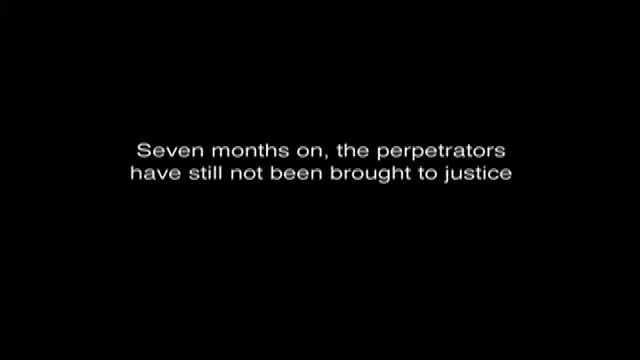 Seven months on, the perpetrators
have still not been brought to justice